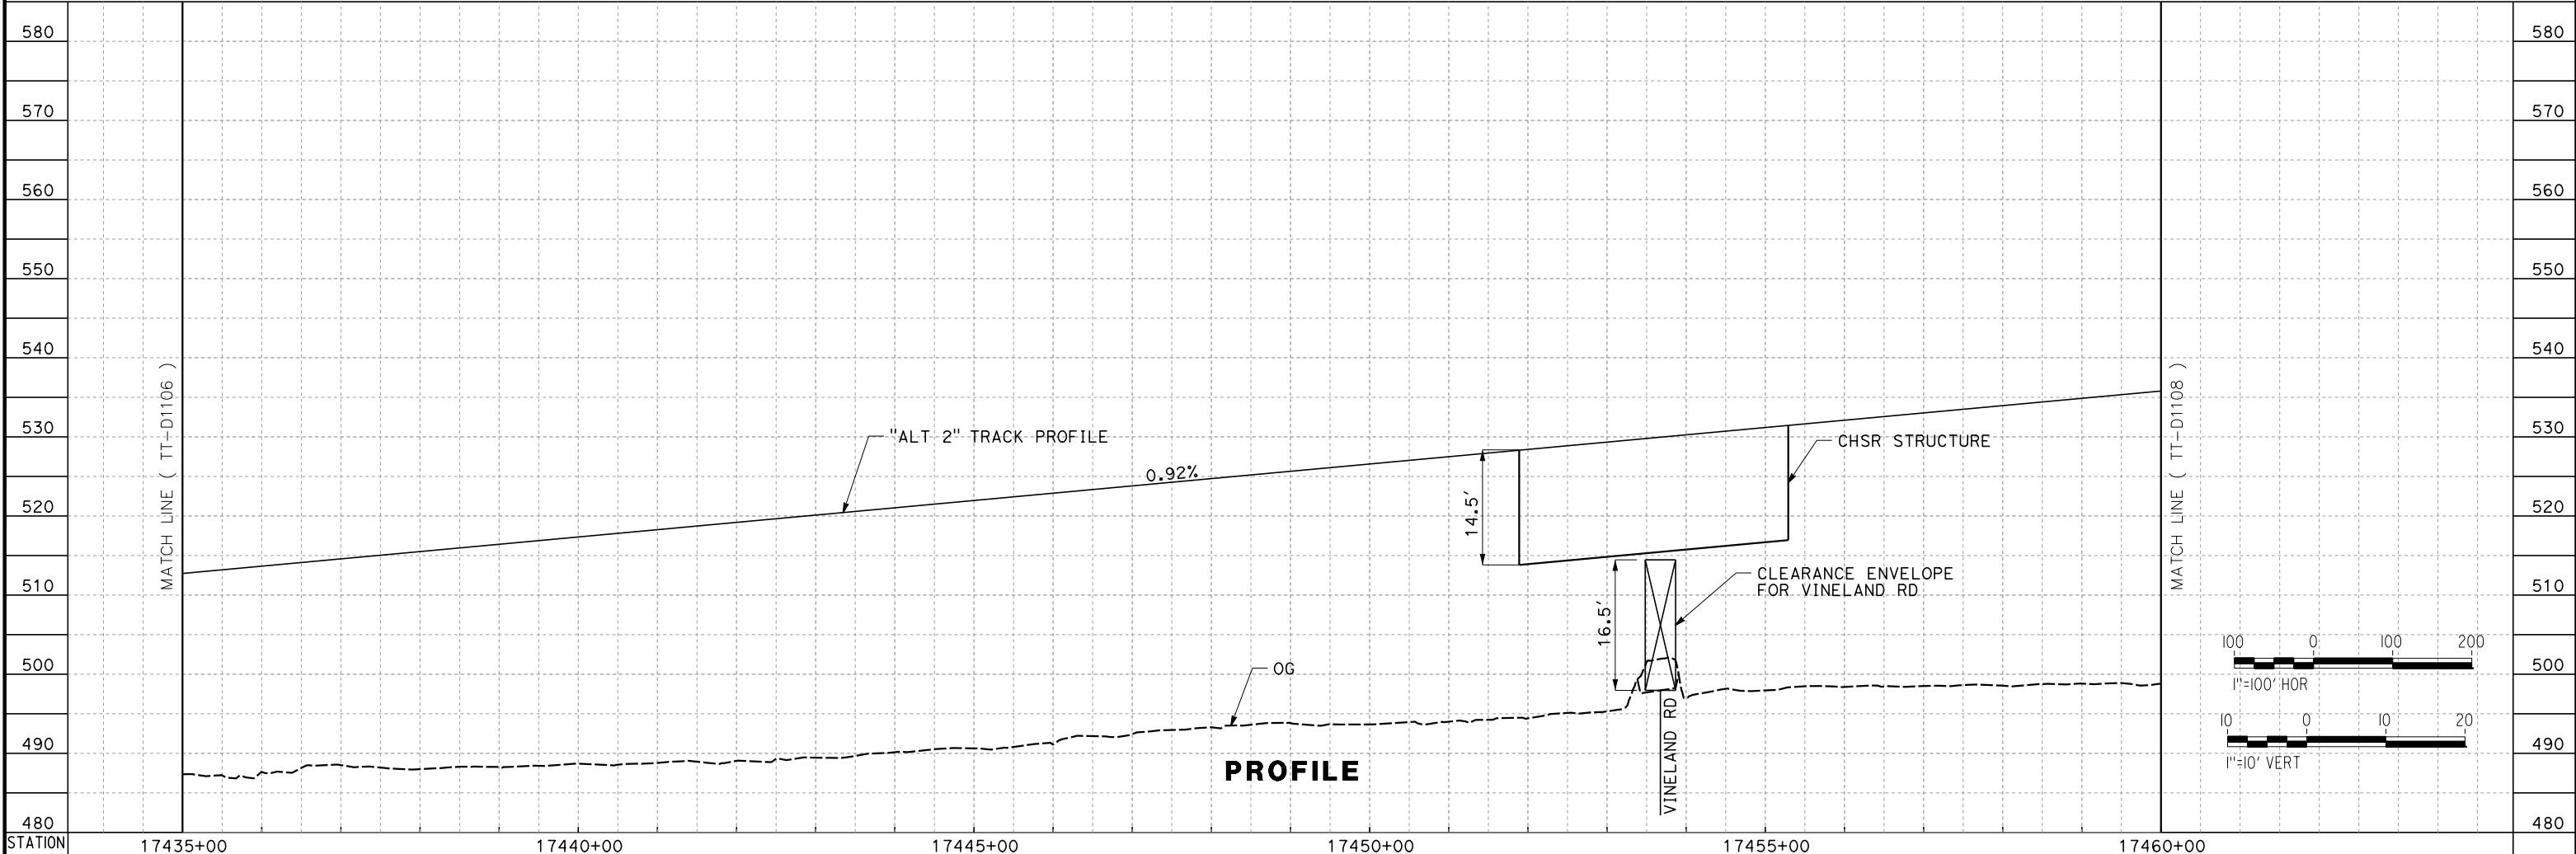 580 580
570 570
560 560
550 550
540 540
530 530
520 520
510 510
500 500
490 490
480 480
MATCH LINE ( TT-D1106 )
"ALT 2" TRACK PROFILE
0.92%
14.5'
CHSR STRUCTURE
CLEARANCE ENVELOPE
FOR VINELAND RD
16.5'
OG
VINELAND RD
MATCH LINE ( TT-D1108 )
100 0 100 200
1"=100' HOR
10 0 10 20
1"=10' VERT
PROFILE
STATION 17435+00 17440+00 17445+00 17450+00 17455+00 17460+00